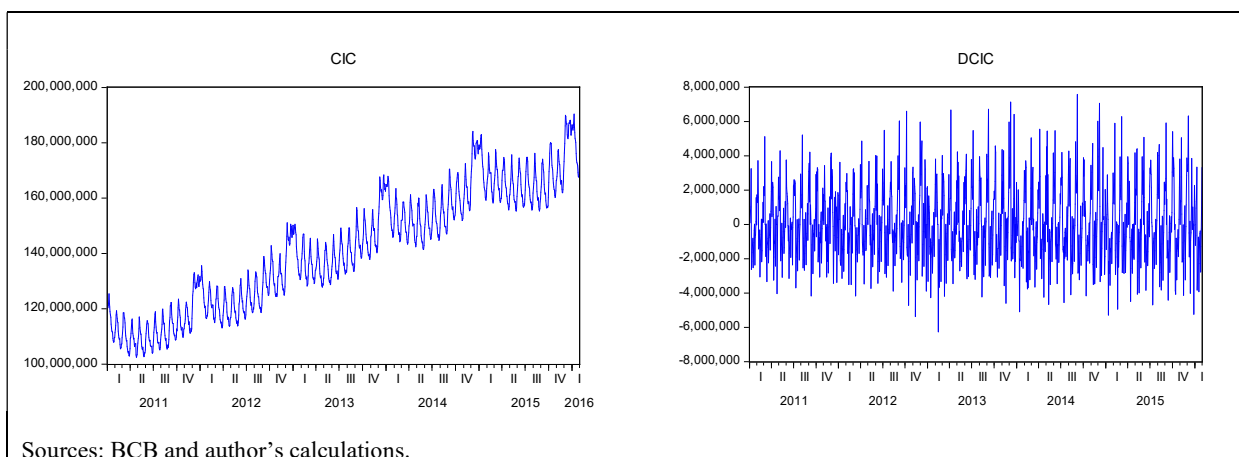 CIC
200,000,000
180,000,000
160,000,000
140,000,000
120,000,000
100,000,000
I II III IV I II III IV I II III IV I II III IV I II III IV I
2011 2012 2013 2014 2015 2016
DCIC
8,000,000
6,000,000
4,000,000
2,000,000
0
-2,000,000
-4,000,000
-6,000,000
-8,000,000
I II III IV I II III IV I II III IV I II III IV I II III IV I
2011 2012 2013 2014 2015
Sources: BCB and author's calculations.